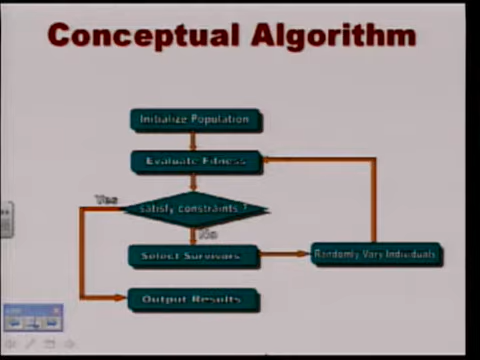 Conceptual Algorithm
Initialize Population
Evaluate Fitness
Yes
satisfy constraints ?
No
Select Survivors
Randomly Vary Individuals
Output Results